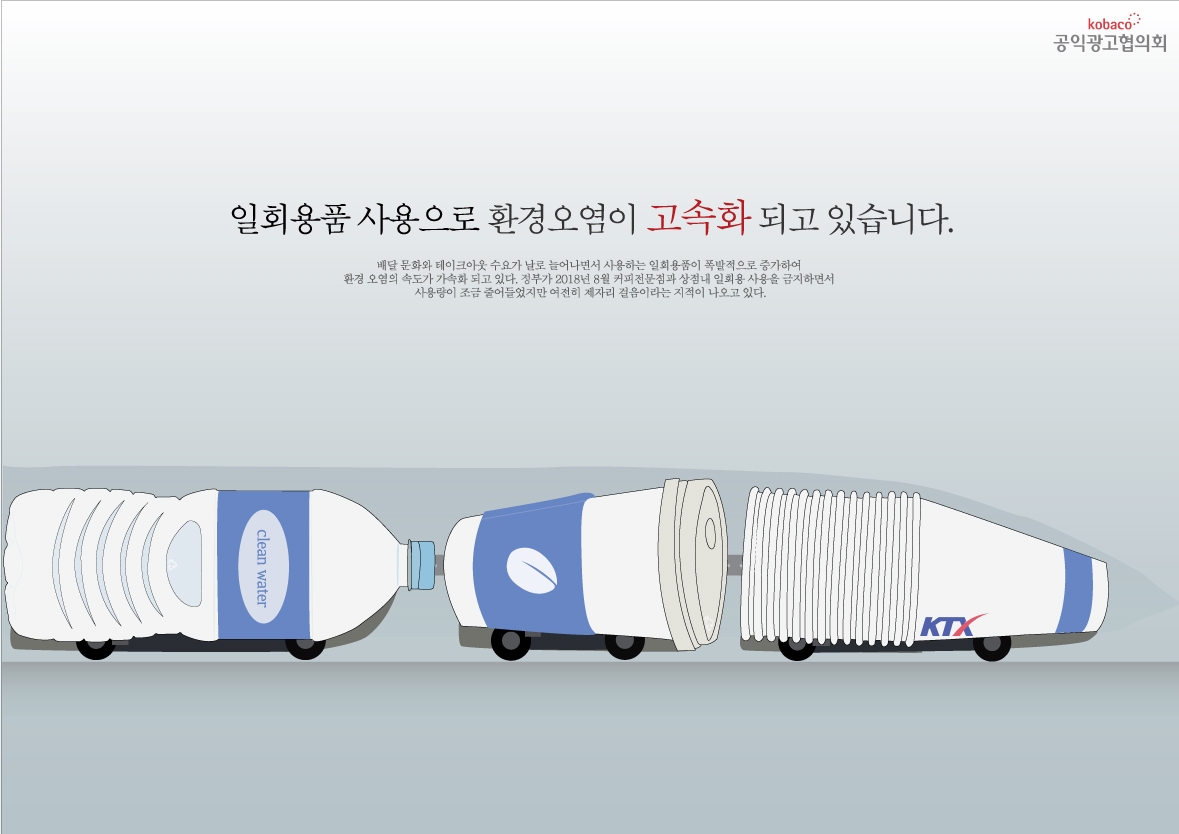 kobaco
공익광고협의회
일회용품 사용으로 환경오염이 고속화 되고 있습니다.
배달 문화와 테이크아웃 수요가 날로 늘어나면서 사용하는 일회용품이 폭발적으로 증가하여
환경 오염의 속도가 가속화 되고 있다. 정부가 2018년 8월 커피전문점과 상점내 일회용 사용을 금지하면서
사용량이 조금 줄어들었지만 여전히 제자리 걸음이라는 지적이 나오고 있다.
clean water
KTX